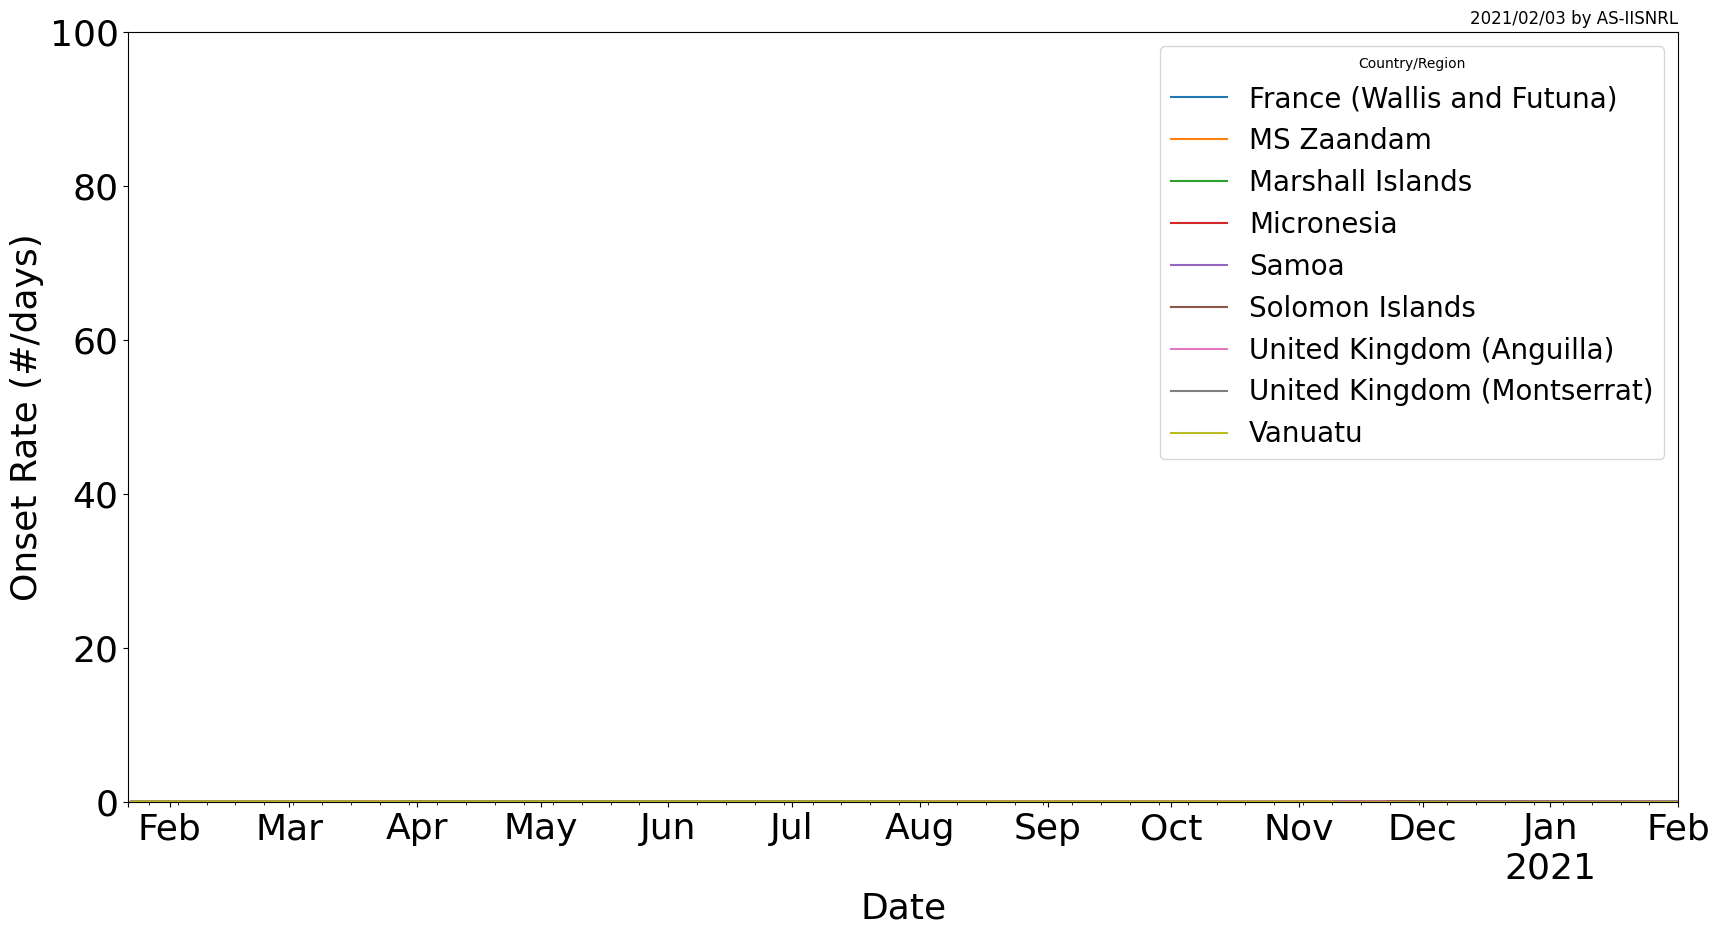 2021/02/03 by AS-IISNRL
100
80
60
40
20
0
Onset Rate (#/days)
Country/Region
France (Wallis and Futuna)
MS Zaandam
Marshall Islands
Micronesia
Samoa
Solomon Islands
United Kingdom (Anguilla)
United Kingdom (Montserrat)
Vanuatu
Feb Mar Apr May Jun Jul Aug Sep Oct Nov Dec Jan Feb
2021
Date